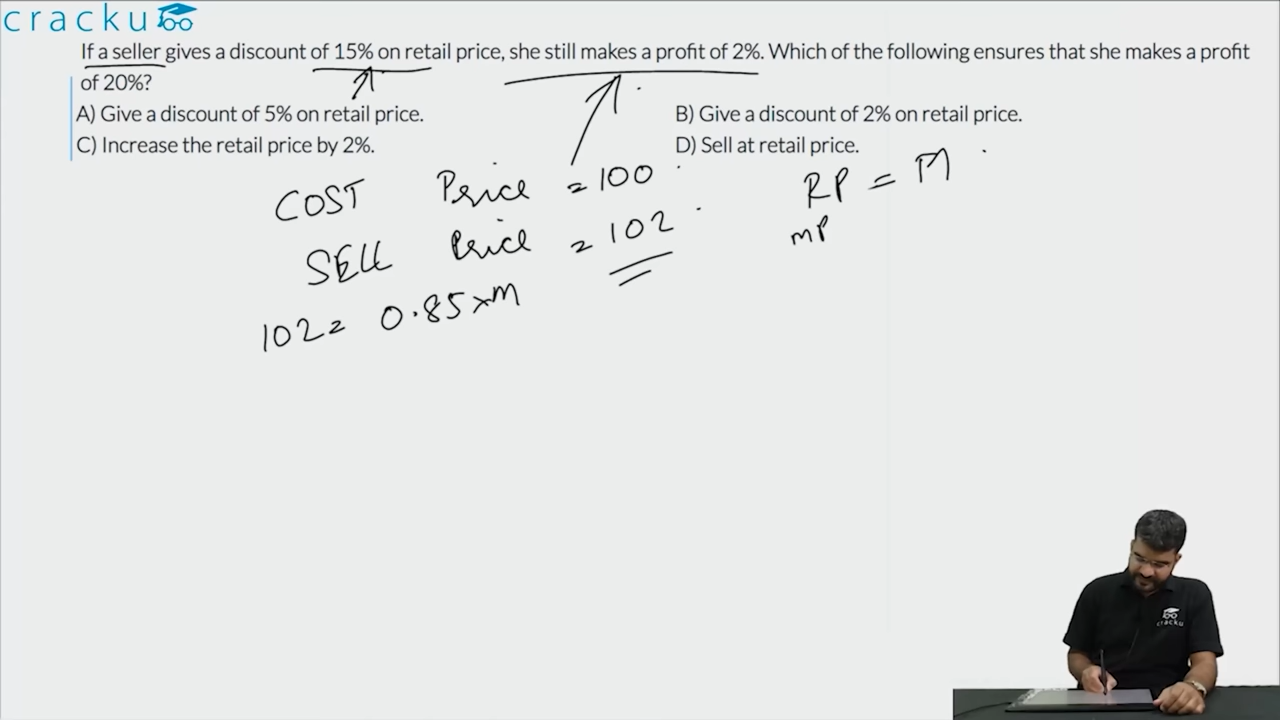 cracku
If a seller gives a discount of 15% on retail price, she still makes a profit of 2%. Which of the following ensures that she makes a profit
of 20%?
A) Give a discount of 5% on retail price.
B) Give a discount of 2% on retail price.
C) Increase the retail price by 2%.
D) Sell at retail price.
COST Price = 100
RP = M
MP
SELL Price = 102
102 = 0.85 x M
cracku